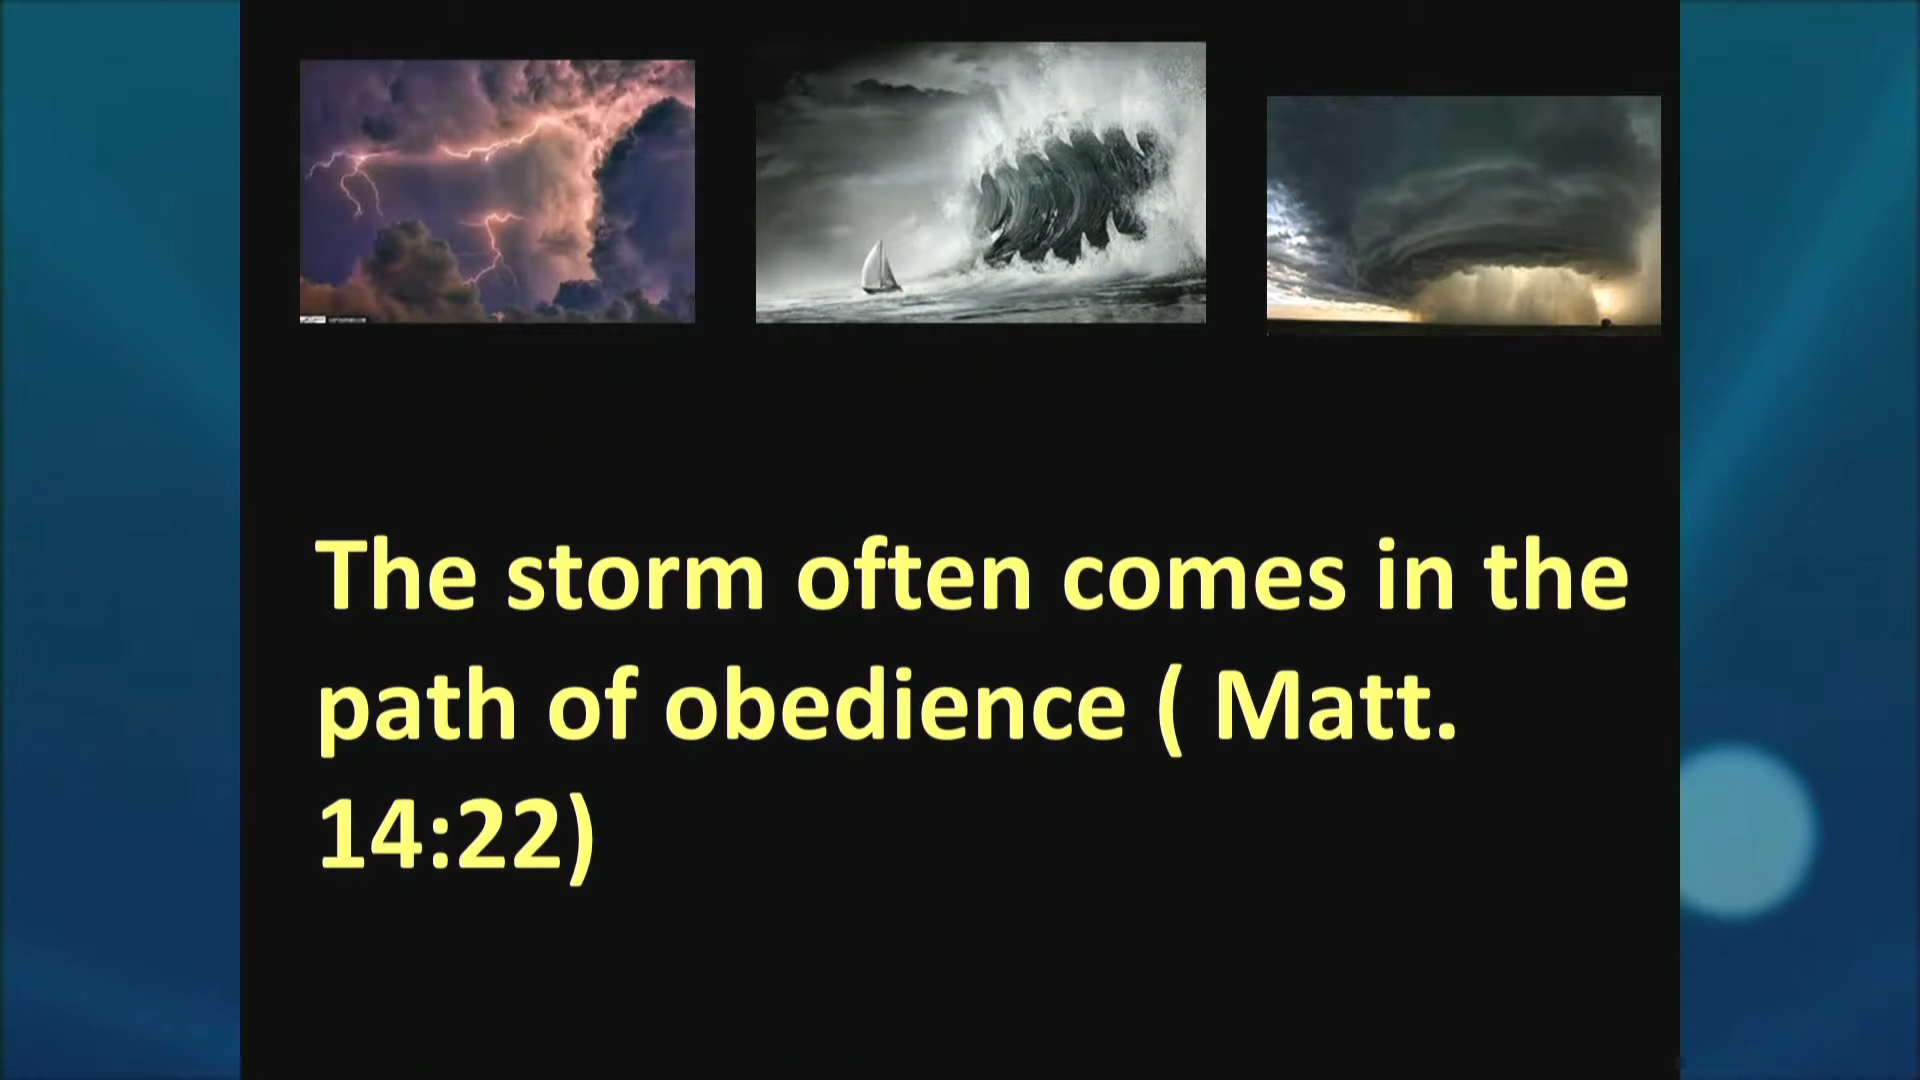 The storm often comes in the
path of obedience ( Matt.
14:22)